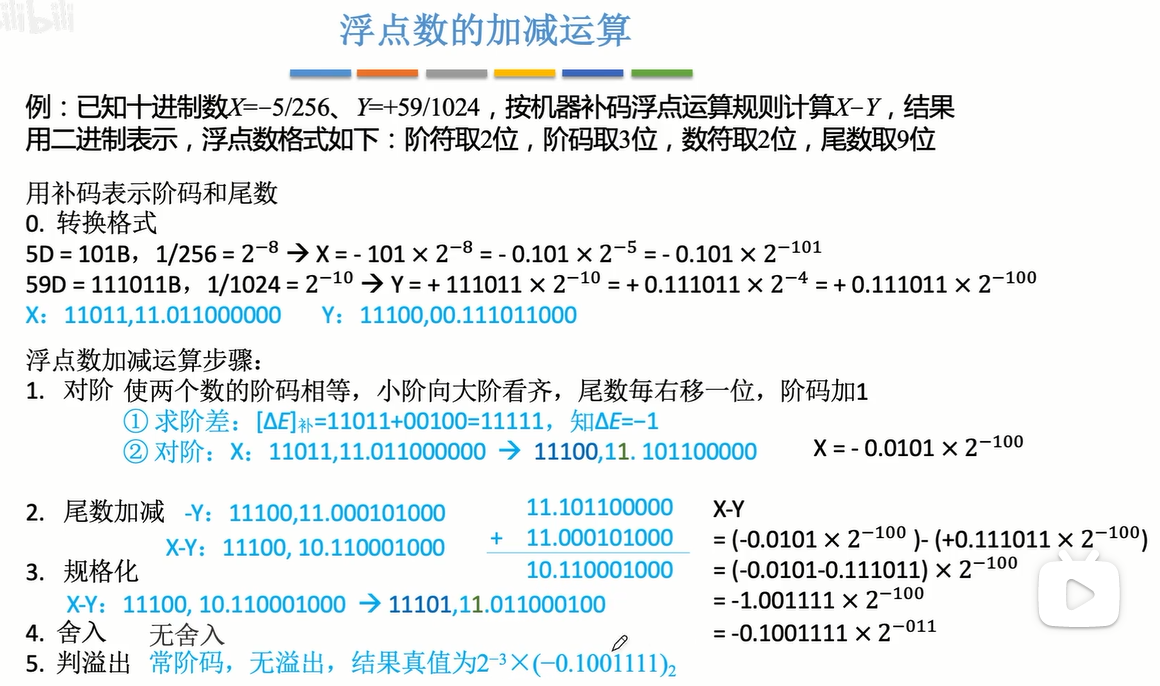 浮点数的加减运算
例：已知十进制数X=−5/256、Y=+59/1024，按机器补码浮点运算规则计算X−Y，结果
用二进制表示，浮点数格式如下：阶符取2位，阶码取3位，数符取2位，尾数取9位
用补码表示阶码和尾数
0. 转换格式
5D = 101B，1/256 = 2⁻⁸ → X = - 101 × 2⁻⁸ = - 0.101 × 2⁻⁵ = - 0.101 × 2⁻¹⁰¹
59D = 111011B，1/1024 = 2⁻¹⁰ → Y = + 111011 × 2⁻¹⁰ = + 0.111011 × 2⁻⁴ = + 0.111011 × 2⁻¹⁰⁰
X：11011,11.011000000 Y：11100,00.111011000
浮点数加减运算步骤：
1. 对阶 使两个数的阶码相等，小阶向大阶看齐，尾数每右移一位，阶码加1
① 求阶差：[ΔE]补=11011+00100=11111，知ΔE=−1
② 对阶：X：11011,11.011000000 → 11100,11. 101100000 X = - 0.0101 × 2⁻¹⁰⁰
2. 尾数加减 -Y：11100,11.000101000
X-Y：11100, 10.110001000
11.101100000
+ 11.000101000
10.110001000
X-Y
= (-0.0101 × 2⁻¹⁰⁰ )- (+0.111011 × 2⁻¹⁰⁰)
= (-0.0101-0.111011) × 2⁻¹⁰⁰
= -1.001111 × 2⁻¹⁰⁰
= -0.1001111 × 2⁻⁰¹¹
3. 规格化
X-Y：11100, 10.110001000 → 11101,11.011000100
4. 舍入 无舍入
5. 判溢出 常阶码，无溢出，结果真值为2⁻³×(−0.1001111)₂